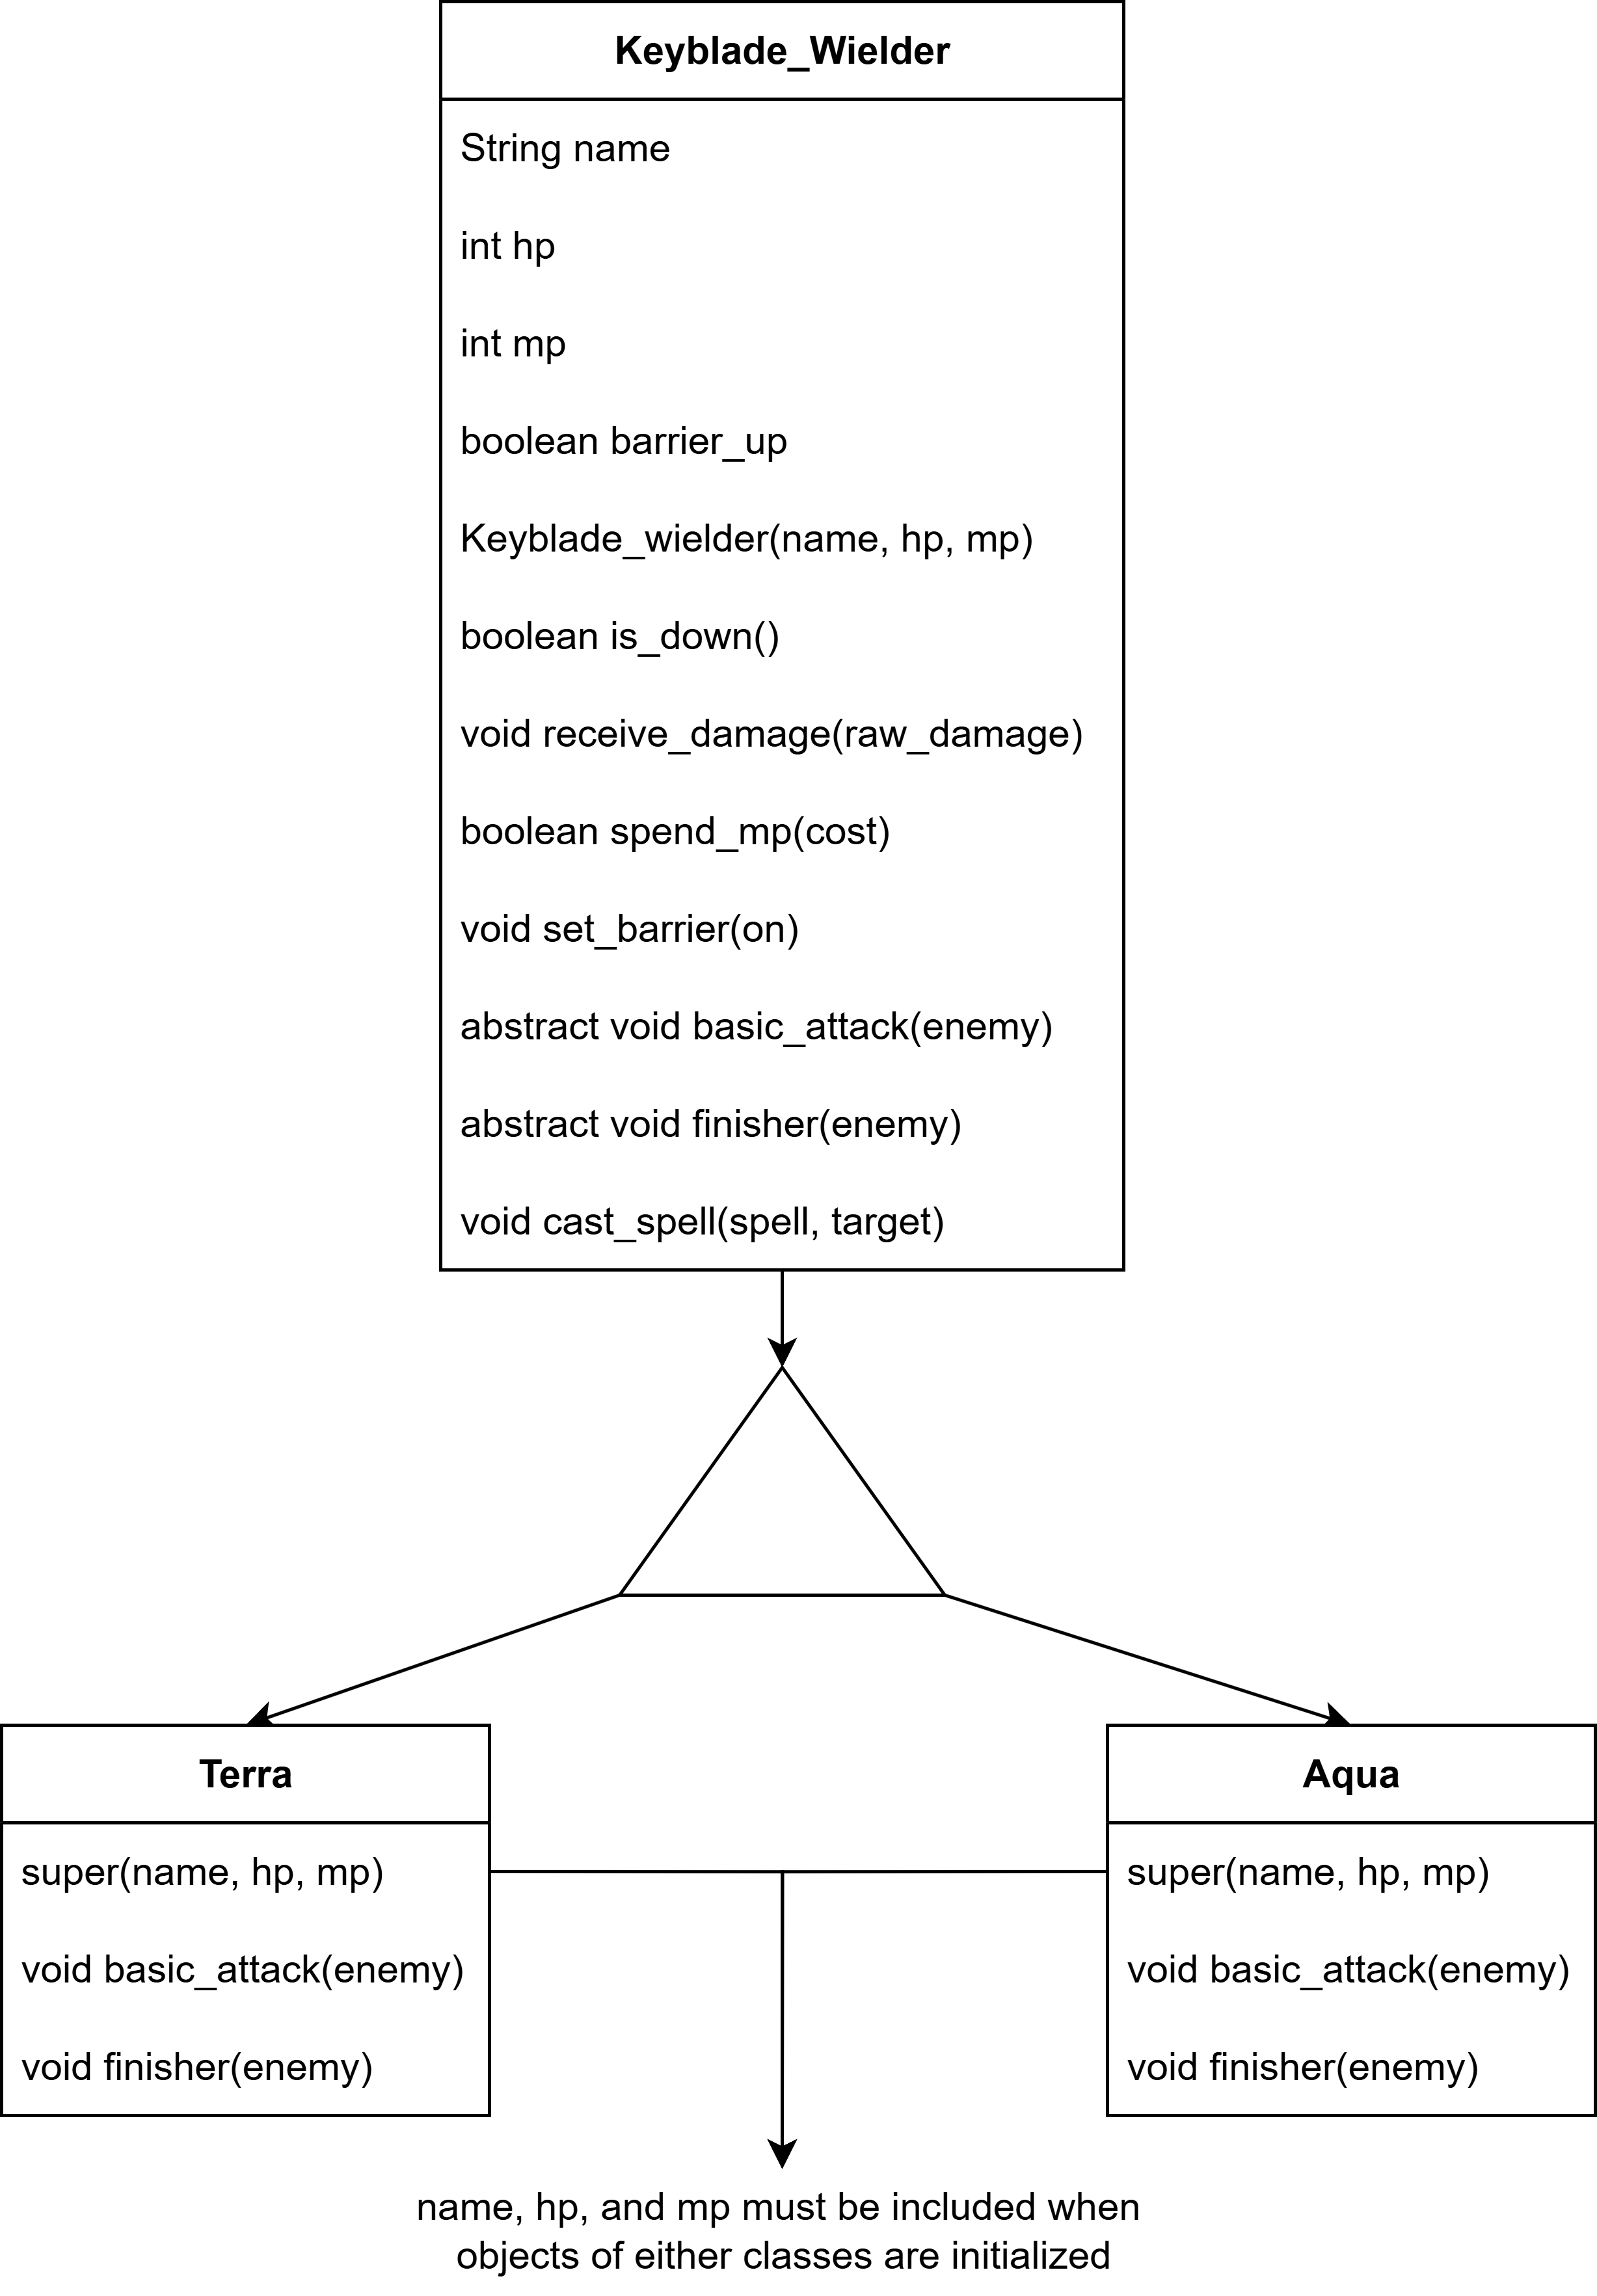 Keyblade_Wielder
String name
int hp
int mp
boolean barrier_up
Keyblade_wielder(name, hp, mp)
boolean is_down()
void receive_damage(raw_damage)
boolean spend_mp(cost)
void set_barrier(on)
abstract void basic_attack(enemy)
abstract void finisher(enemy)
void cast_spell(spell, target)
Terra
super(name, hp, mp)
void basic_attack(enemy)
void finisher(enemy)
Aqua
super(name, hp, mp)
void basic_attack(enemy)
void finisher(enemy)
name, hp, and mp must be included when
objects of either classes are initialized